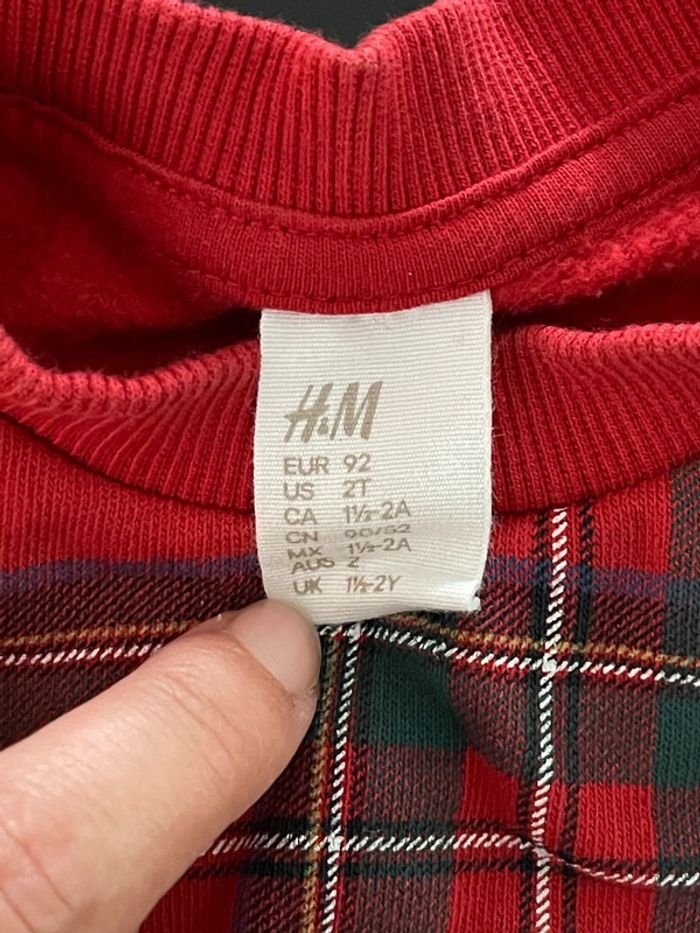 H&M
EUR 92
US 2T
CA 1½-2A
CN 90/52
MX 1½-2A
AUS 2
UK 1½-2Y